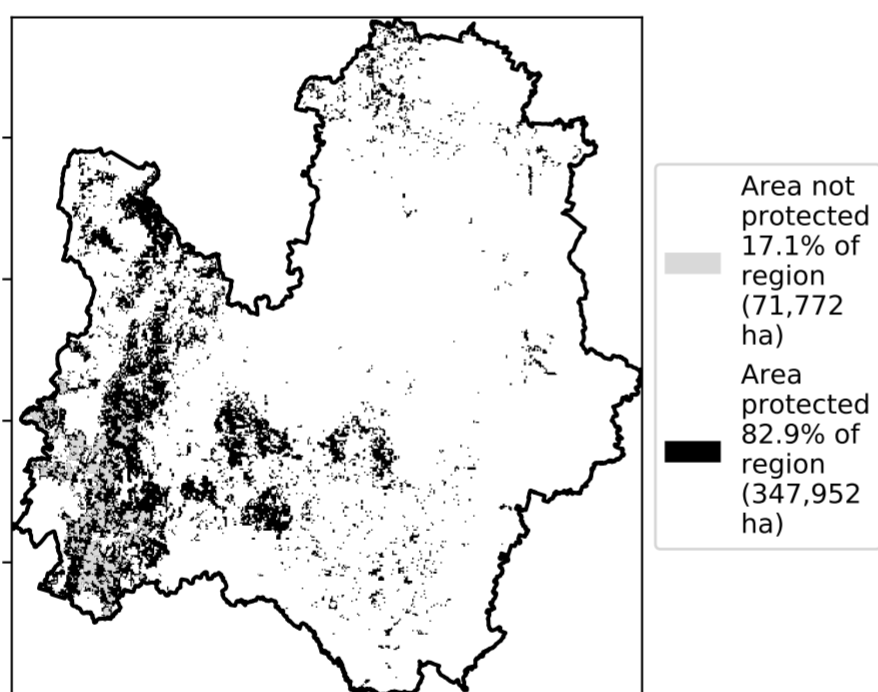 Area not
protected
17.1% of
region
(71,772
ha)
Area
protected
82.9% of
region
(347,952
ha)